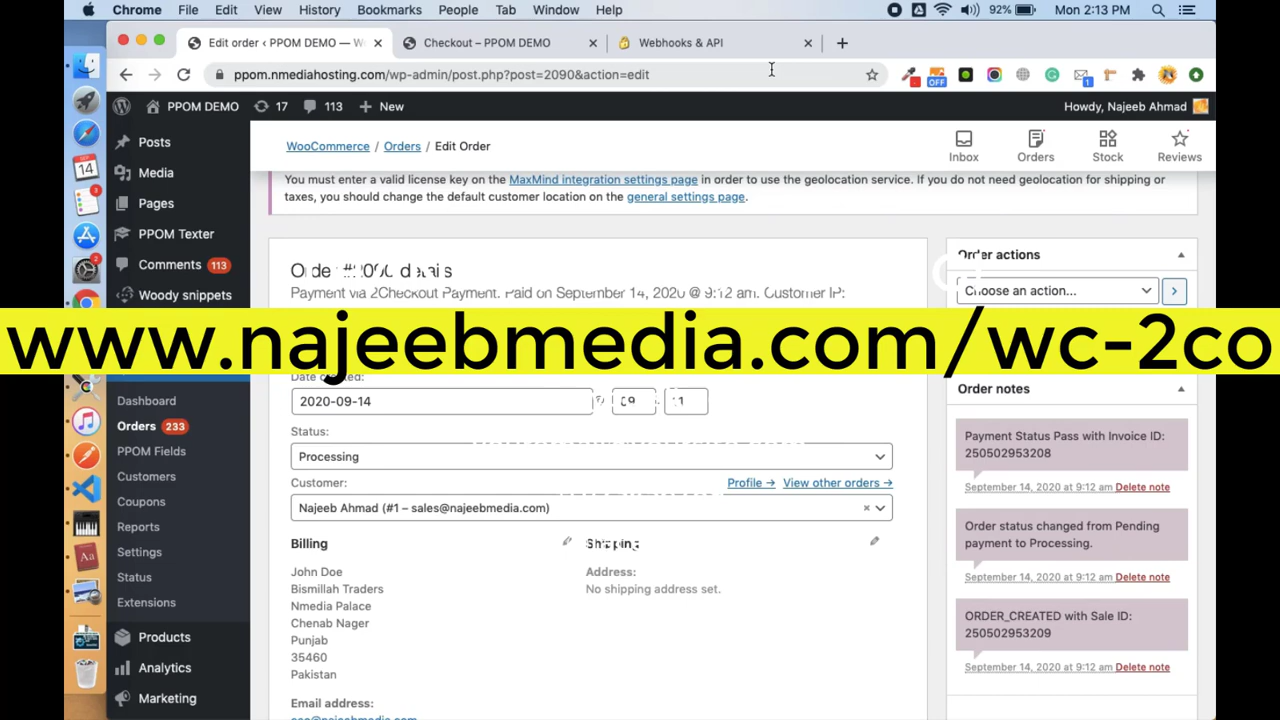 Chrome File Edit View History Bookmarks People Tab Window Help 92% Mon 2:13 PM
Edit order ‹ PPOM DEMO — W Checkout – PPOM DEMO Webhooks & API
ppom.nmediahosting.com/wp-admin/post.php?post=2090&action=edit
OFF 1
PPOM DEMO 17 113 New Howdy, Najeeb Ahmad
Posts
Media
Pages
PPOM Texter
Comments 113
Woody snippets
Dashboard
Orders 233
PPOM Fields
Customers
Coupons
Reports
Settings
Status
Extensions
Products
Analytics
Marketing
WooCommerce / Orders / Edit Order
Inbox Orders Stock Reviews
You must enter a valid license key on the MaxMind integration settings page in order to use the geolocation service. If you do not need geolocation for shipping or
taxes, you should change the default customer location on the general settings page.
Order #2090 details
Payment via 2Checkout Payment. Paid on September 14, 2020 @ 9:12 am. Customer IP:
www.najeebmedia.com/wc-2co
Date created:
2020-09-14 @ 09 : 11
Status:
Processing
Customer: Profile → View other orders →
Najeeb Ahmad (#1 – sales@najeebmedia.com) ×
Billing
John Doe
Bismillah Traders
Nmedia Palace
Chenab Nager
Punjab
35460
Pakistan
Email address:
Shipping
Address:
No shipping address set.
Order actions
Choose an action...
Order notes
Payment Status Pass with Invoice ID:
250502953208
September 14, 2020 at 9:12 am Delete note
Order status changed from Pending
payment to Processing.
September 14, 2020 at 9:12 am Delete note
ORDER_CREATED with Sale ID:
250502953209
September 14, 2020 at 9:12 am Delete note